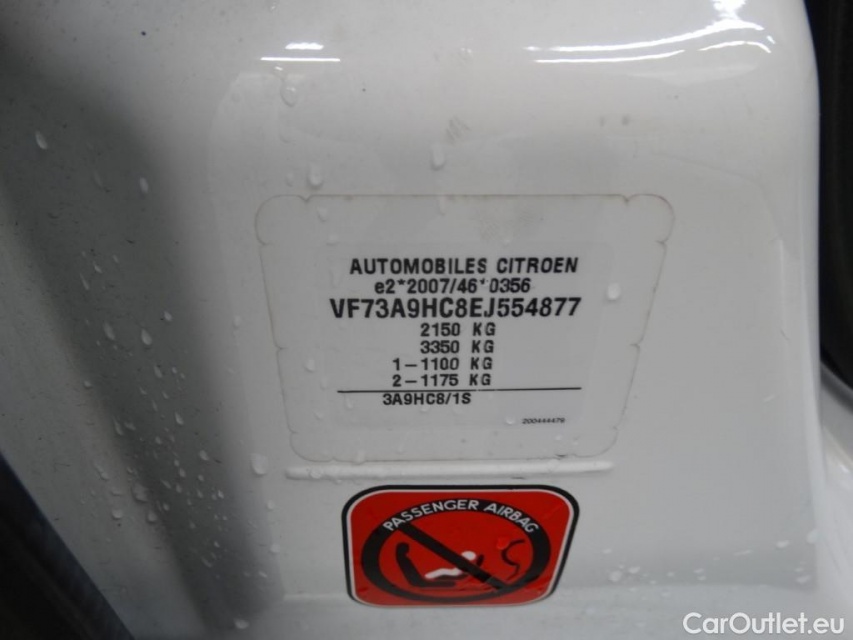 AUTOMOBILES CITROEN
e2*2007/46*0356
VF73A9HC8EJ554877
2150 KG
3350 KG
1-1100 KG
2-1175 KG
3A9HC8/1S
200444479
PASSENGER AIRBAG
CarOutlet.eu